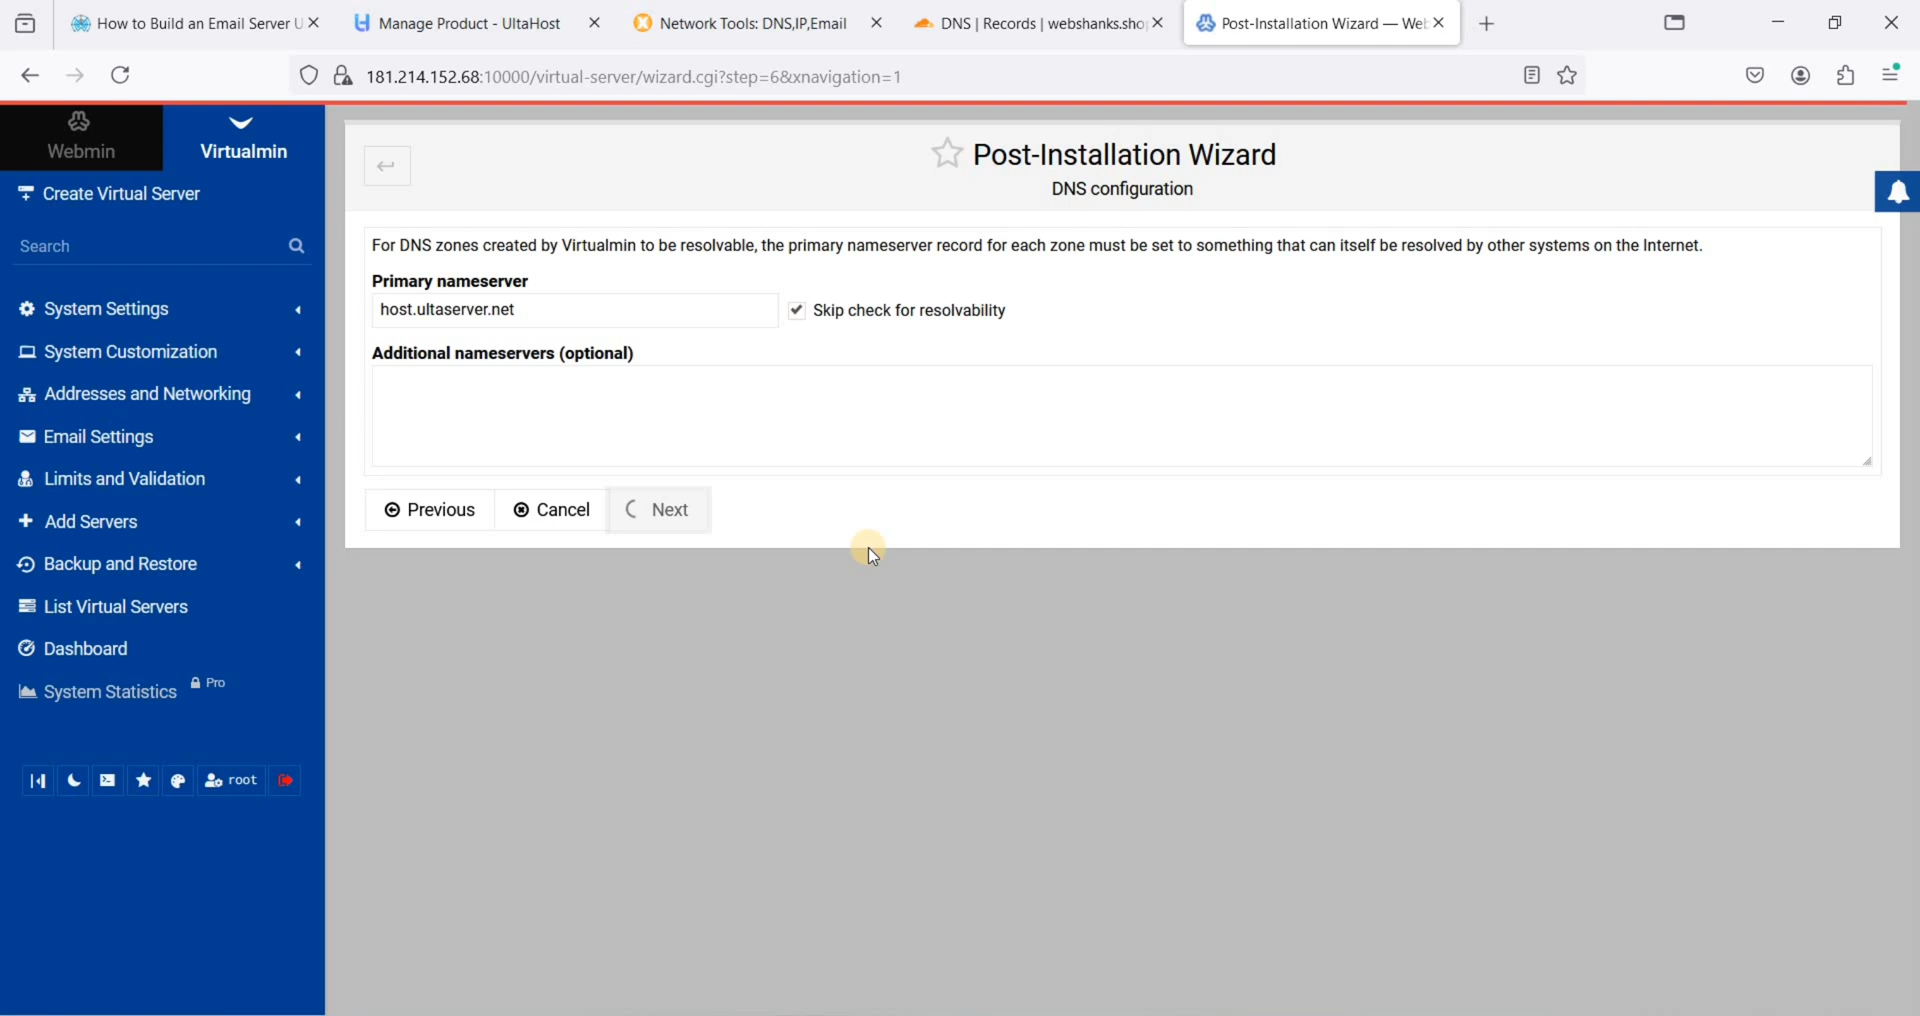 How to Build an Email Server U
Manage Product - UltaHost
Network Tools: DNS,IP,Email
DNS | Records | webshanks.sho
Post-Installation Wizard — Web
181.214.152.68:10000/virtual-server/wizard.cgi?step=6&xnavigation=1
Webmin
Virtualmin
Create Virtual Server
Search
System Settings
System Customization
Addresses and Networking
Email Settings
Limits and Validation
Add Servers
Backup and Restore
List Virtual Servers
Dashboard
System Statistics Pro
root
Post-Installation Wizard
DNS configuration
For DNS zones created by Virtualmin to be resolvable, the primary nameserver record for each zone must be set to something that can itself be resolved by other systems on the Internet.
Primary nameserver
host.ultaserver.net
Skip check for resolvability
Additional nameservers (optional)
Previous
Cancel
Next